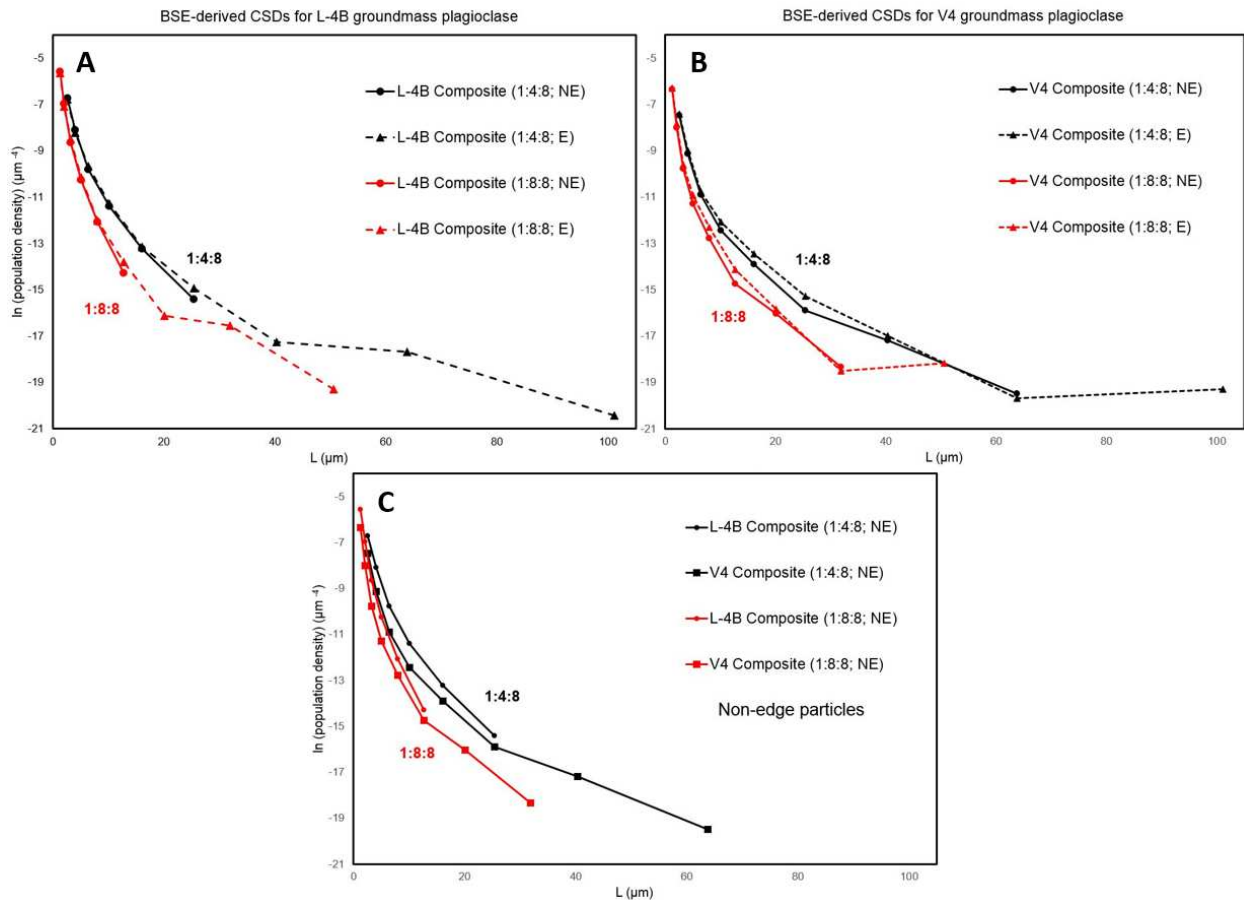 BSE-derived CSDs for L-4B groundmass plagioclase
A
-5
-7
-9
-11
-13
-15
-17
-19
-21
ln (population density) (μm ⁻⁴)
0
20
40
60
80
100
L (μm)
L-4B Composite (1:4:8; NE)
L-4B Composite (1:4:8; E)
L-4B Composite (1:8:8; NE)
L-4B Composite (1:8:8; E)
1:4:8
1:8:8
BSE-derived CSDs for V4 groundmass plagioclase
B
-5
-7
-9
-11
-13
-15
-17
-19
-21
0
20
40
60
80
100
L (μm)
V4 Composite (1:4:8; NE)
V4 Composite (1:4:8; E)
V4 Composite (1:8:8; NE)
V4 Composite (1:8:8; E)
1:4:8
1:8:8
C
-5
-7
-9
-11
-13
-15
-17
-19
-21
ln (population density) (μm ⁻⁴)
0
20
40
60
80
100
L (μm)
L-4B Composite (1:4:8; NE)
V4 Composite (1:4:8; NE)
L-4B Composite (1:8:8; NE)
V4 Composite (1:8:8; NE)
Non-edge particles
1:4:8
1:8:8